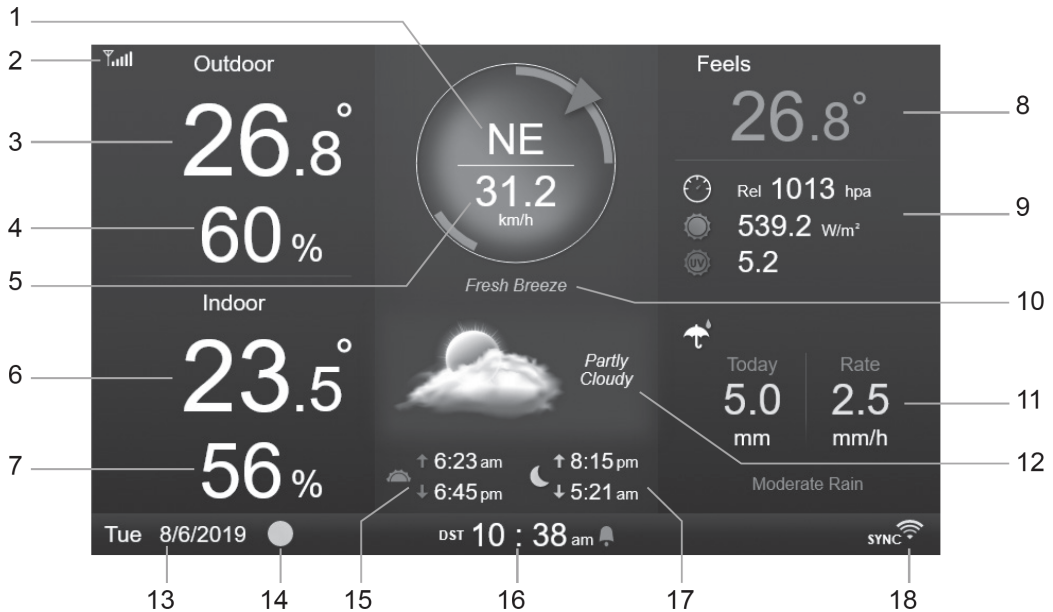 1
2
3
4
5
6
7
Outdoor
26.8°
60 %
Indoor
23.5°
56 %
NE
31.2
km/h
Fresh Breeze
Partly
Cloudy
↑ 6:23 am
↓ 6:45 pm
↑ 8:15 pm
↓ 5:21 am
Feels
26.8°
Rel 1013 hpa
539.2 W/m²
UV 5.2
Today
5.0
mm
Rate
2.5
mm/h
Moderate Rain
8
9
10
11
12
Tue 8/6/2019
DST 10 : 38 am
SYNC
13 14 15 16 17 18